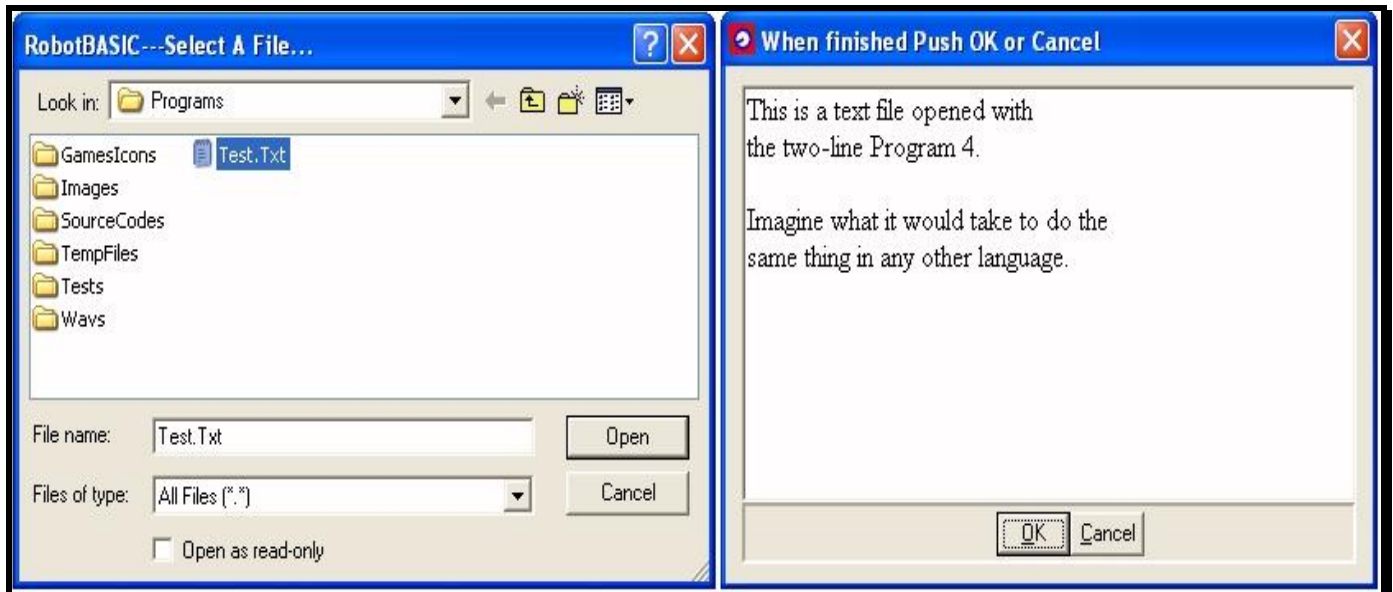 RobotBASIC---Select A File...
Look in: Programs
GamesIcons
Test.Txt
Images
SourceCodes
TempFiles
Tests
Wavs
File name: Test.Txt
Open
Files of type: All Files (*.*)
Cancel
Open as read-only
When finished Push OK or Cancel
This is a text file opened with
the two-line Program 4.
Imagine what it would take to do the
same thing in any other language.
OK Cancel